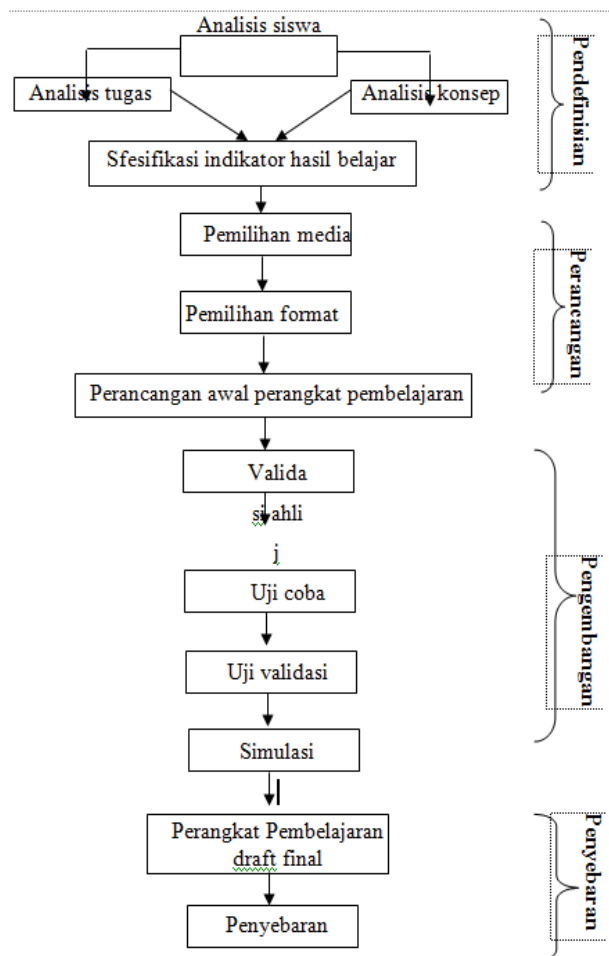 Analisis siswa
Analisis tugas
Analisis konsep
Sfesifikasi indikator hasil belajar
Pendefinisian
Pemilihan media
Pemilihan format
Perancangan awal perangkat pembelajaran
Perancangan
Valida
si ahli
j
Uji coba
Uji validasi
Simulasi
Pengembangan
Perangkat Pembelajaran
draft final
Penyebaran
Penyebaran